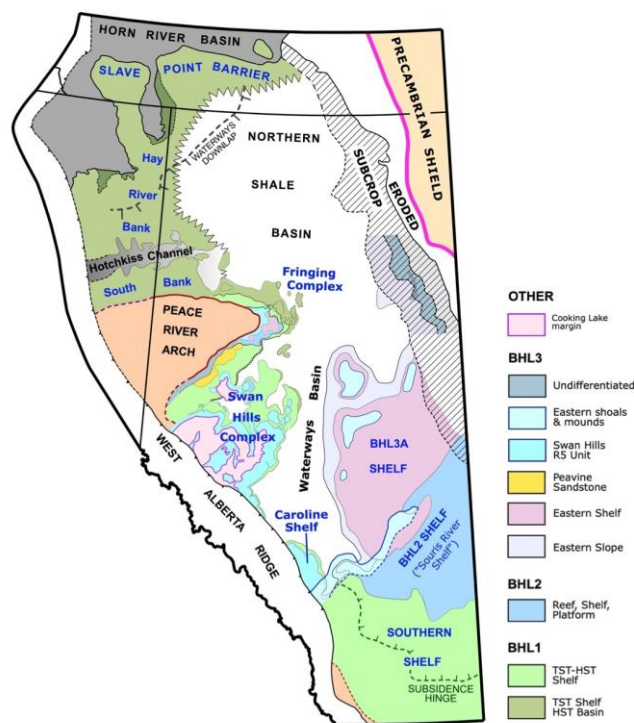 HORN RIVER BASIN
SLAVE
POINT BARRIER
PRECAMBRIAN SHIELD
WATERWAYS
DOWNLAP
NORTHERN
SHALE
BASIN
SUBCROP
ERODED
Hay
River
Bank
Hotchkiss Channel
South Bank
Fringing
Complex
PEACE
RIVER
ARCH
Swan
Hills
Complex
Waterways Basin
BHL3A
SHELF
WEST
ALBERTA
RIDGE
Caroline
Shelf
BHL2 SHELF
("Souris River
Shelf")
SOUTHERN
SHELF
SUBSIDENCE
HINGE
OTHER
Cooking Lake
margin
BHL3
Undifferentiated
Eastern shoals
& mounds
Swan Hills
R5 Unit
Peavine
Sandstone
Eastern Shelf
Eastern Slope
BHL2
Reef, Shelf,
Platform
BHL1
TST-HST
Shelf
TST Shelf
HST Basin